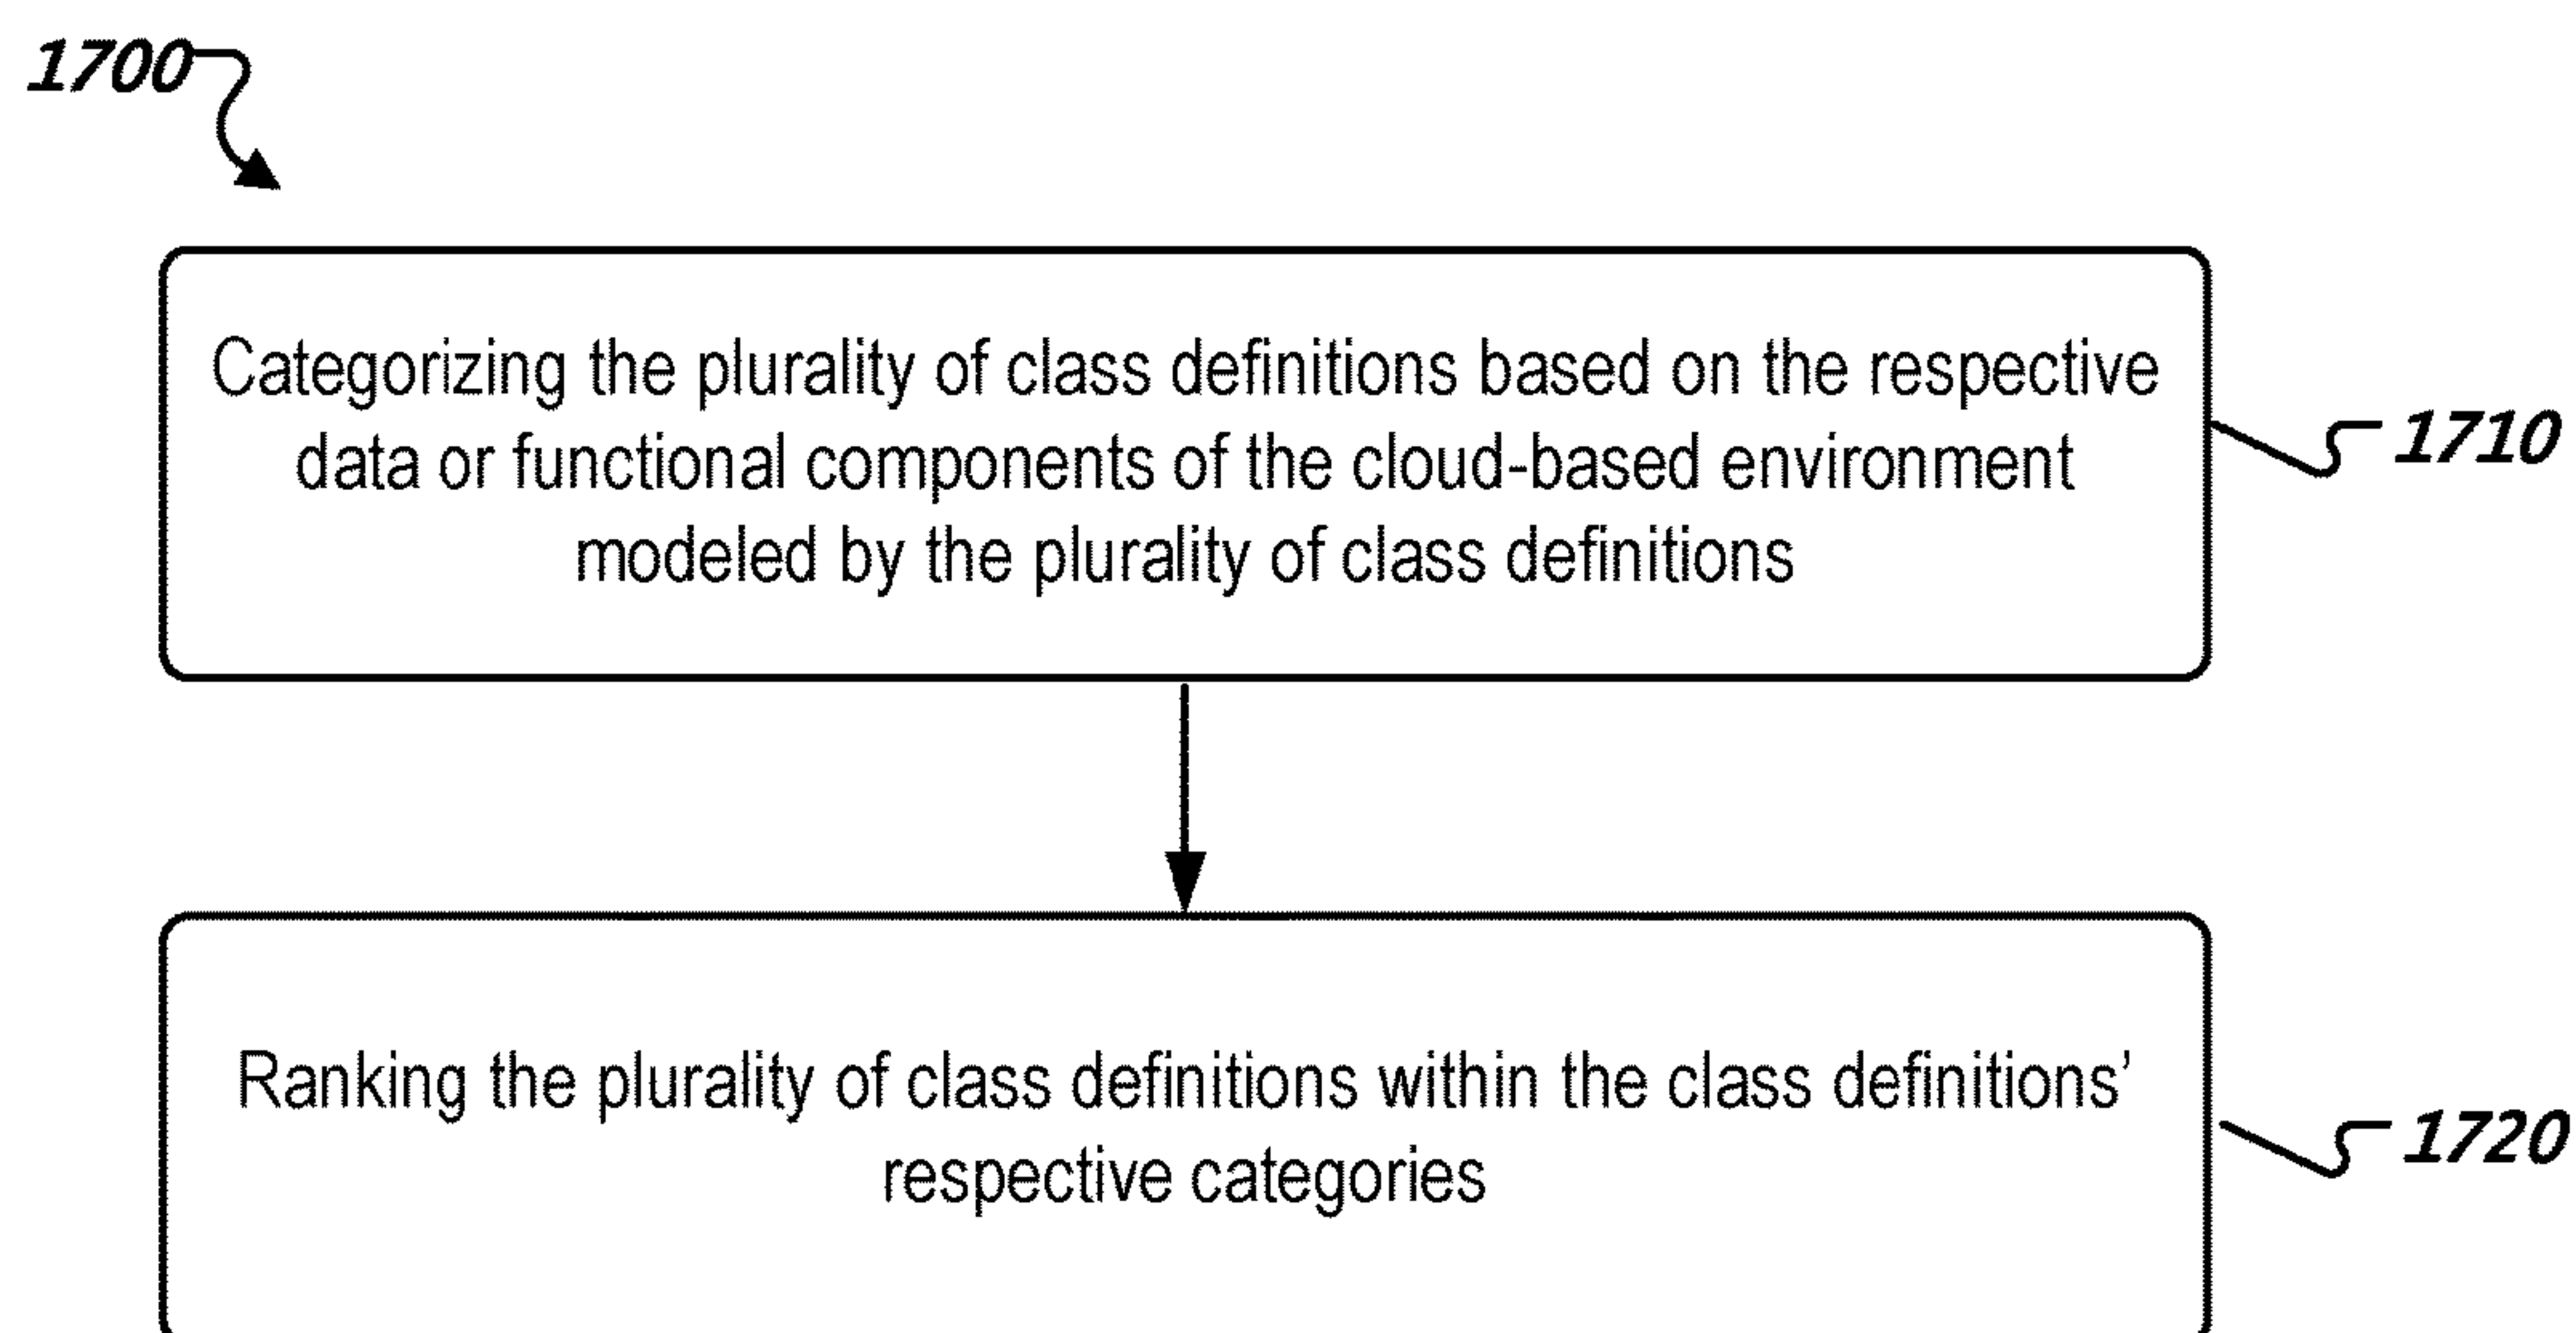 1700
Categorizing the plurality of class definitions based on the respective
data or functional components of the cloud-based environment
modeled by the plurality of class definitions
1710
Ranking the plurality of class definitions within the class definitions’
respective categories
1720